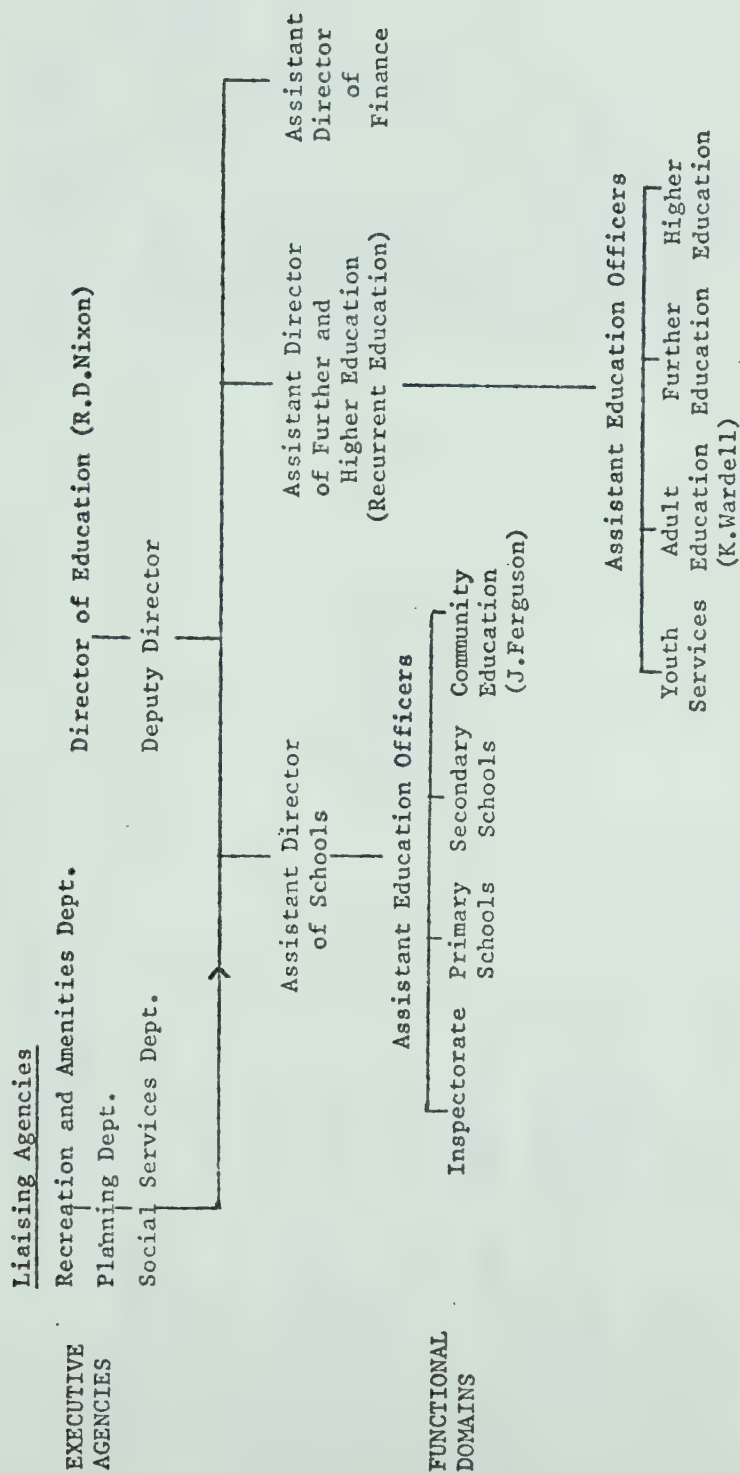 Liaising Agencies
EXECUTIVE
AGENCIES
Recreation and Amenities Dept.
Planning Dept.
Social Services Dept.
Director of Education (R.D.Nixon)
Deputy Director
Assistant Director
of Schools
Assistant Director
of Further and
Higher Education
(Recurrent Education)
Assistant
Director
of
Finance
FUNCTIONAL
DOMAINS
Assistant Education Officers
Inspectorate
Primary
Schools
Secondary
Schools
Community
Education
(J.Ferguson)
Assistant Education Officers
Youth
Services
Adult
Education
(K.Wardell)
Further
Education
Higher
Education